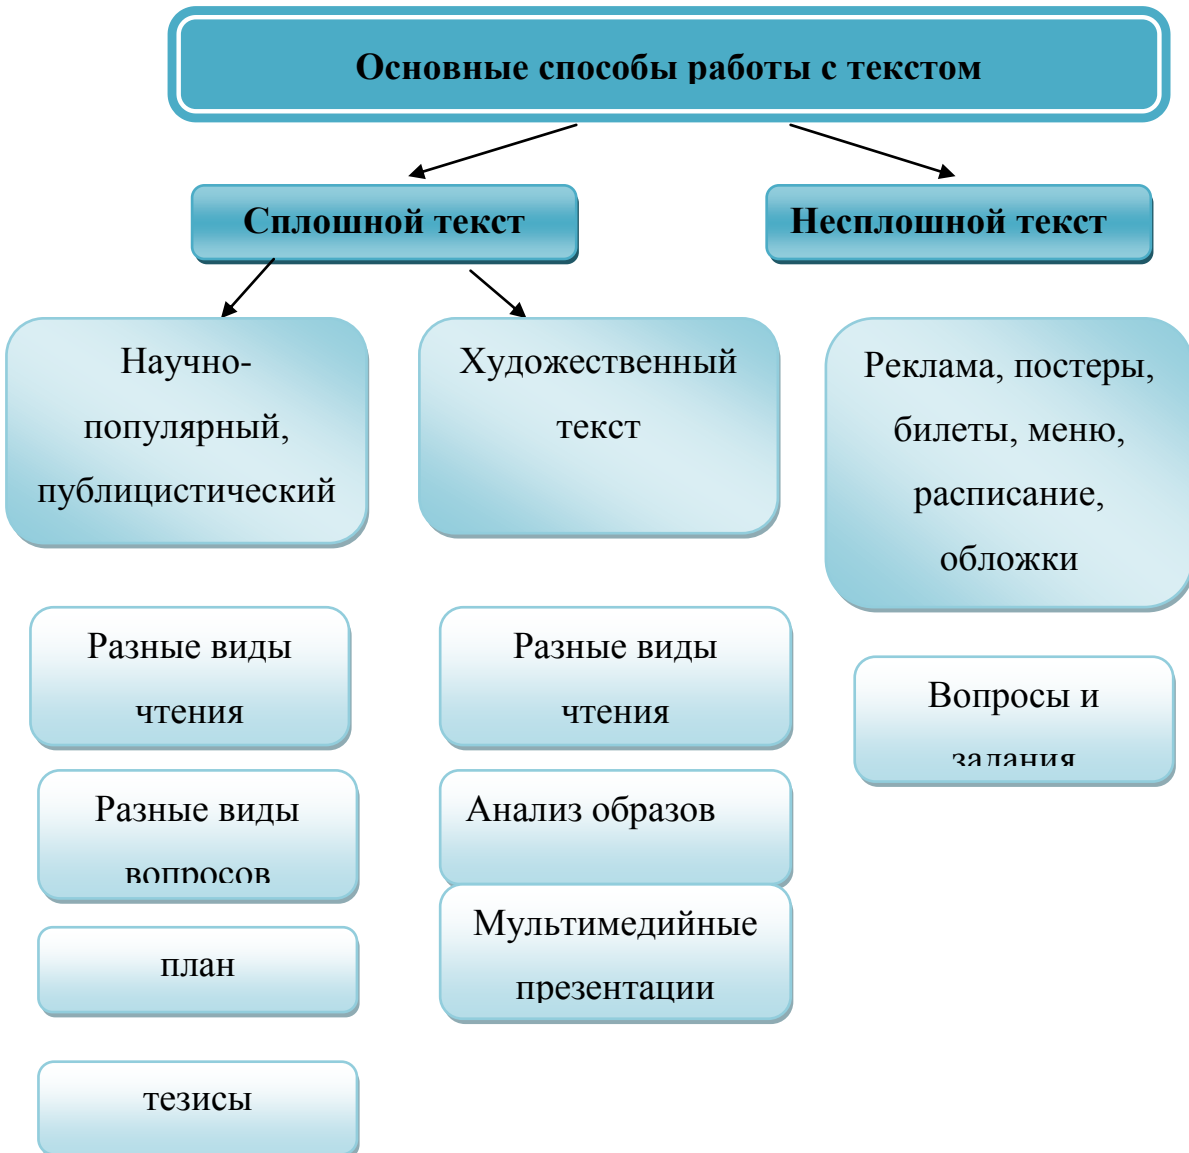 Основные способы работы с текстом
Сплошной текст
Несплошной текст
Научно-
популярный,
публицистический
Художественный
текст
Реклама, постеры,
билеты, меню,
расписание,
обложки
Разные виды
чтения
Разные виды
чтения
Вопросы и
задания
Разные виды
вопросов
Анализ образов
Мультимедийные
презентации
план
тезисы